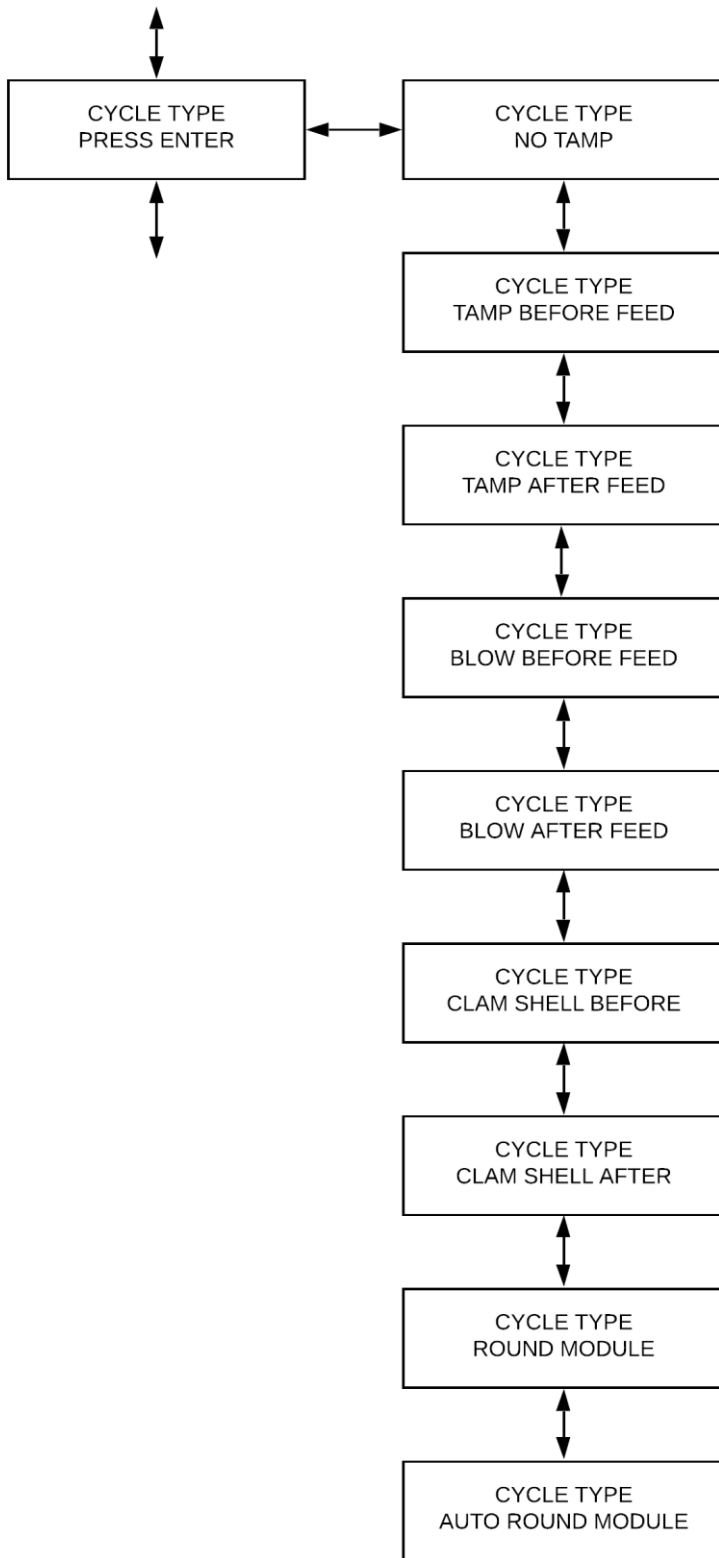 CYCLE TYPE
PRESS ENTER
CYCLE TYPE
NO TAMP
CYCLE TYPE
TAMP BEFORE FEED
CYCLE TYPE
TAMP AFTER FEED
CYCLE TYPE
BLOW BEFORE FEED
CYCLE TYPE
BLOW AFTER FEED
CYCLE TYPE
CLAM SHELL BEFORE
CYCLE TYPE
CLAM SHELL AFTER
CYCLE TYPE
ROUND MODULE
CYCLE TYPE
AUTO ROUND MODULE